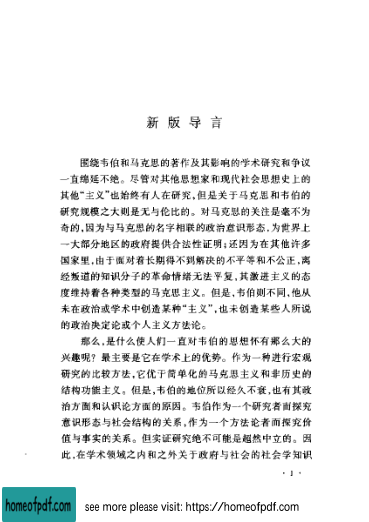 新版导言
围绕韦伯和马克思的著作及其影响的学术研究和争议
一直绵延不绝。尽管对其他思想家和现代社会思想史上的
其他“主义”也始终有人在研究，但是关于马克思和韦伯的
研究规模之大则是无与伦比的。对马克思的关注是毫不为
奇的，因为与马克思的名字相联的政治意识形态，为世界上
一大部分地区的政府提供合法性证明；还因为在其他许多
国家里，由于面对着长期得不到解决的不平等和不公正，离
经叛道的知识分子的革命情绪无法平复，其激进主义的态
度维持着各种类型的马克思主义。但是，韦伯则不同，他从
未在政治或学术中创造某种“主义”，也未创造某些人所说
的政治决定论或个人主义方法论。
那么，是什么使人们一直对韦伯的思想怀有那么大的
兴趣呢？最主要是它在学术上的优势。作为一种进行宏观
研究的比较方法，它优于简单化的马克思主义和非历史的
结构功能主义。但是，韦伯的地位所以经久不衰，也有其政
治方面和认识论方面的原因。韦伯作为一个研究者而探究
意识形态与社会结构的关系，作为一个方法论者而探究价
值与事实的关系。但实证研究绝不可能是超然中立的。因
此，在学术领域之内和之外关于政府与社会的社会学知识
· 1 ·
homeofpdf.com
see more please visit: https://homeofpdf.com